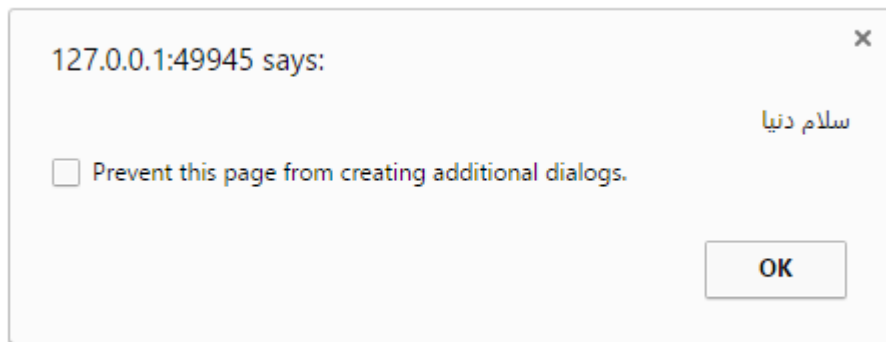 127.0.0.1:49945 says:
سلام دنیا
Prevent this page from creating additional dialogs.
OK